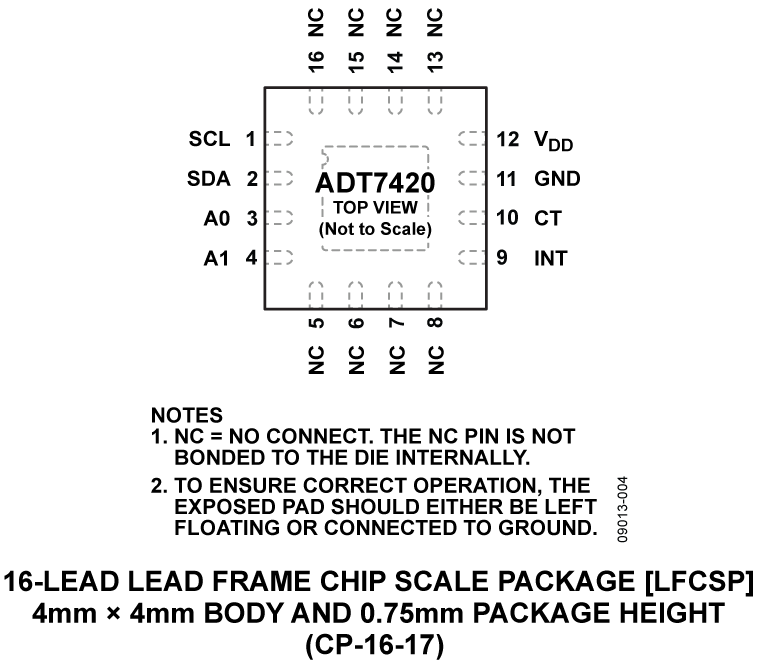 16 NC
15 NC
14 NC
13 NC
SCL 1
SDA 2
A0 3
A1 4
12 VDD
11 GND
10 CT
9 INT
ADT7420
TOP VIEW
(Not to Scale)
NC 5
NC 6
NC 7
NC 8
NOTES
1. NC = NO CONNECT. THE NC PIN IS NOT
BONDED TO THE DIE INTERNALLY.
2. TO ENSURE CORRECT OPERATION, THE
EXPOSED PAD SHOULD EITHER BE LEFT
FLOATING OR CONNECTED TO GROUND.
09013-004
16-LEAD LEAD FRAME CHIP SCALE PACKAGE [LFCSP]
4mm × 4mm BODY AND 0.75mm PACKAGE HEIGHT
(CP-16-17)